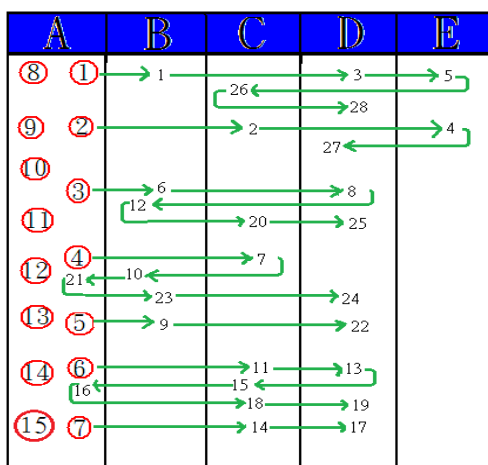 A B C D E
⑧ ① 1 3 5
26
28
⑨ ② 2 4
27
⑩
③ 6 8
12
⑪ 20 25
④ 7
⑫ 21 10
23 24
⑬ ⑤ 9 22
⑥ 11 13
⑭ 16 15
18 19
⑮ ⑦ 14 17